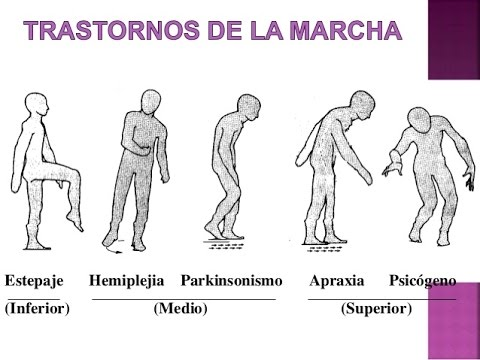 TRASTORNOS DE LA MARCHA
Estepaje Hemiplejia Parkinsonismo Apraxia Psicógeno
(Inferior) (Medio) (Superior)